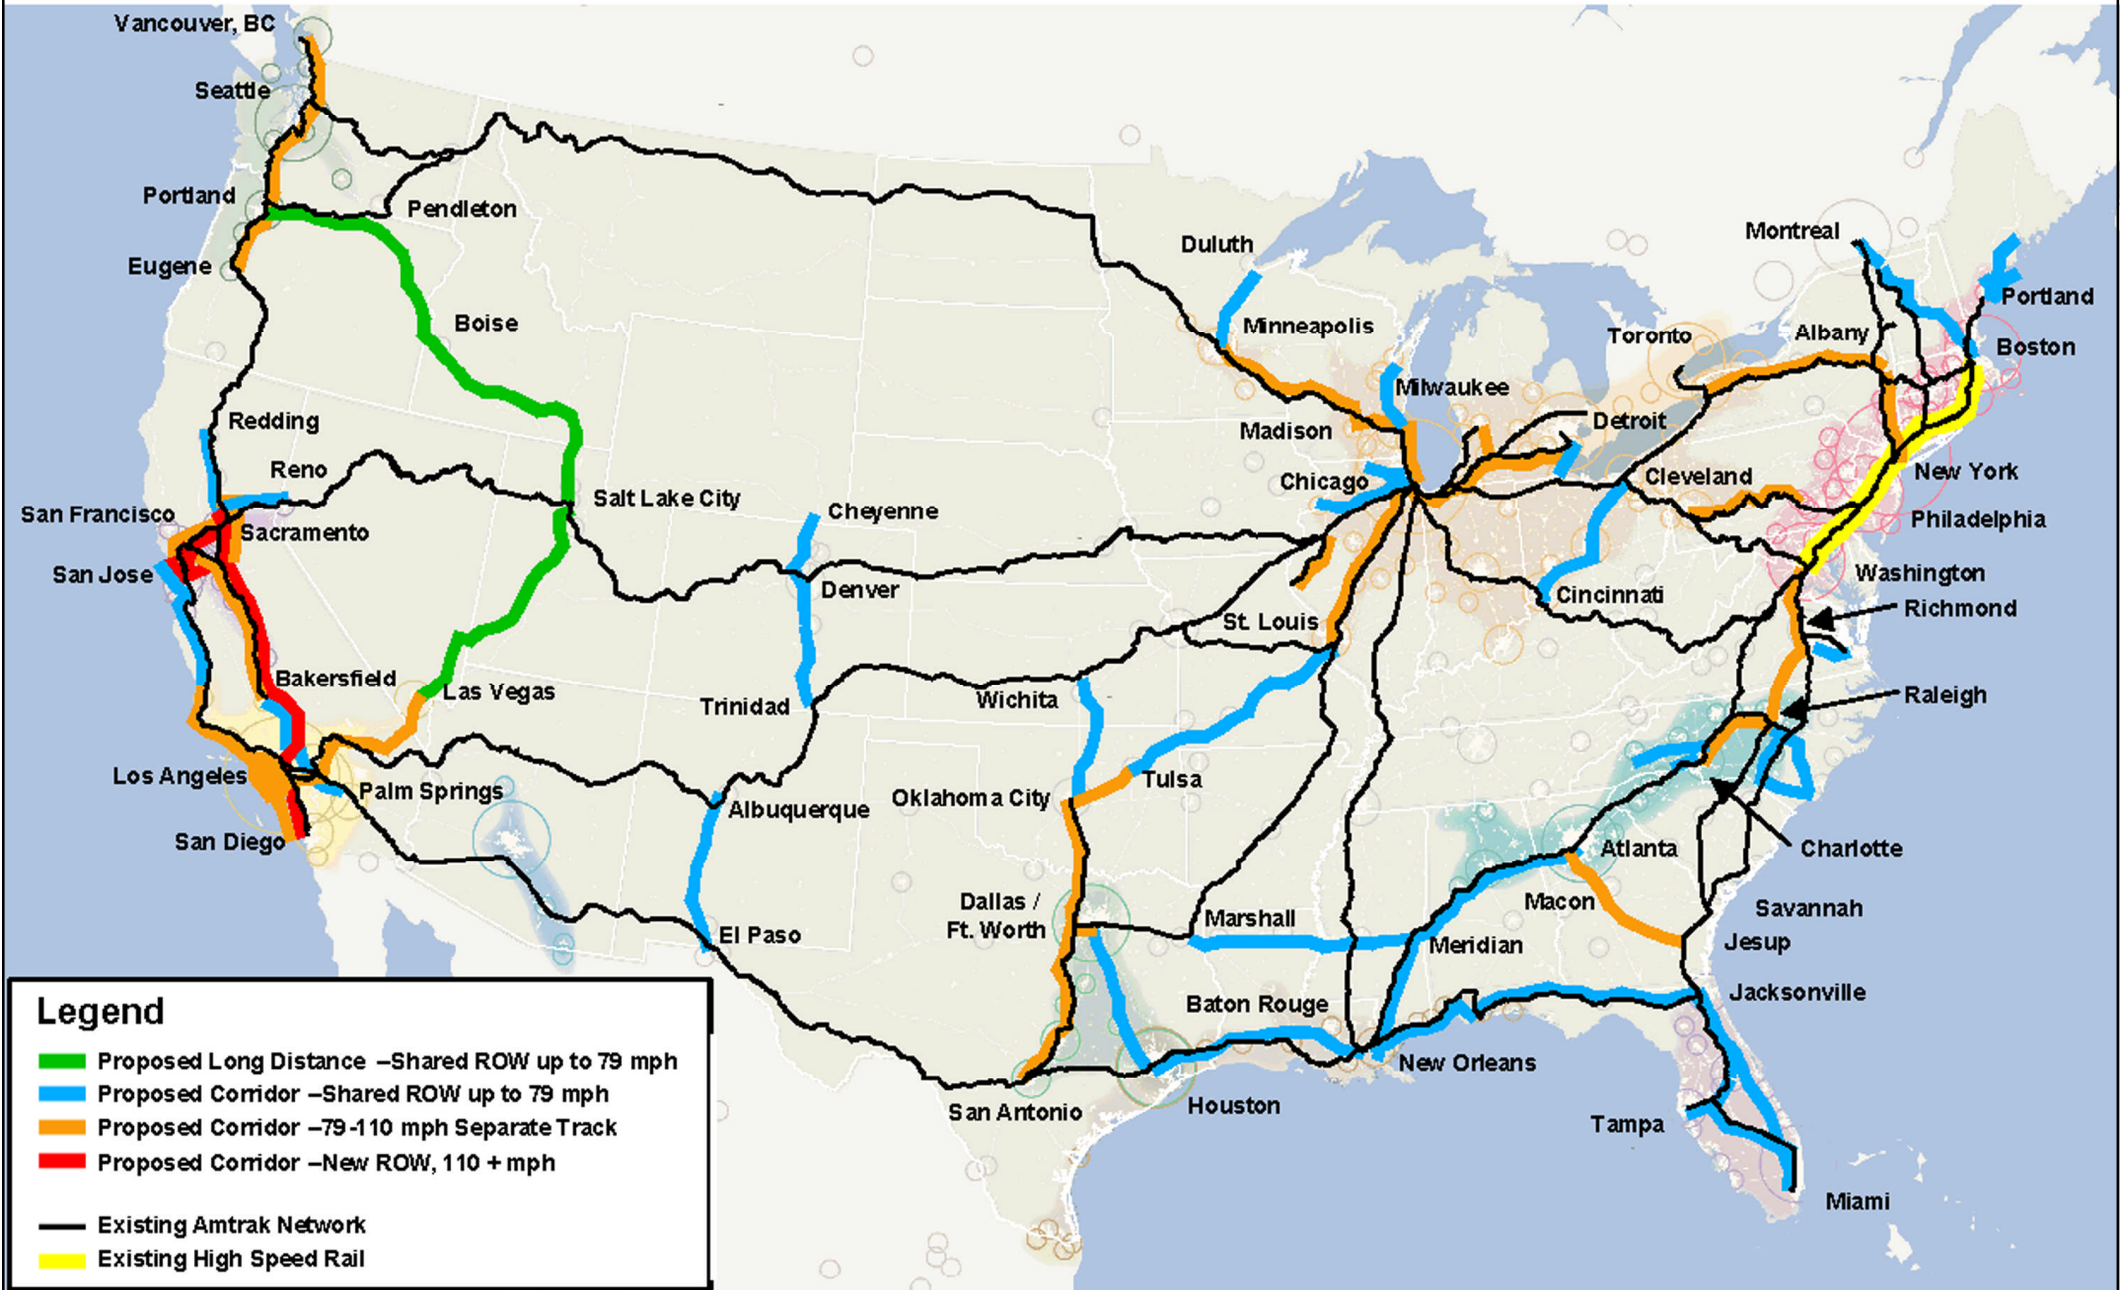 Vancouver, BC
Seattle
Portland
Pendleton
Eugene
Boise
Redding
Reno
San Francisco
Sacramento
Salt Lake City
San Jose
Cheyenne
Denver
Bakersfield
Las Vegas
Trinidad
Wichita
Los Angeles
Palm Springs
San Diego
Albuquerque
El Paso
Oklahoma City
Tulsa
Dallas /
Ft. Worth
Marshall
Meridian
Baton Rouge
New Orleans
San Antonio
Houston
Duluth
Minneapolis
Milwaukee
Madison
Chicago
Detroit
Cleveland
Cincinnati
St. Louis
Toronto
Montreal
Albany
Portland
Boston
New York
Philadelphia
Washington
Richmond
Raleigh
Charlotte
Atlanta
Macon
Savannah
Jesup
Jacksonville
Tampa
Miami
Legend
Proposed Long Distance –Shared ROW up to 79 mph
Proposed Corridor –Shared ROW up to 79 mph
Proposed Corridor –79-110 mph Separate Track
Proposed Corridor –New ROW, 110 + mph
Existing Amtrak Network
Existing High Speed Rail